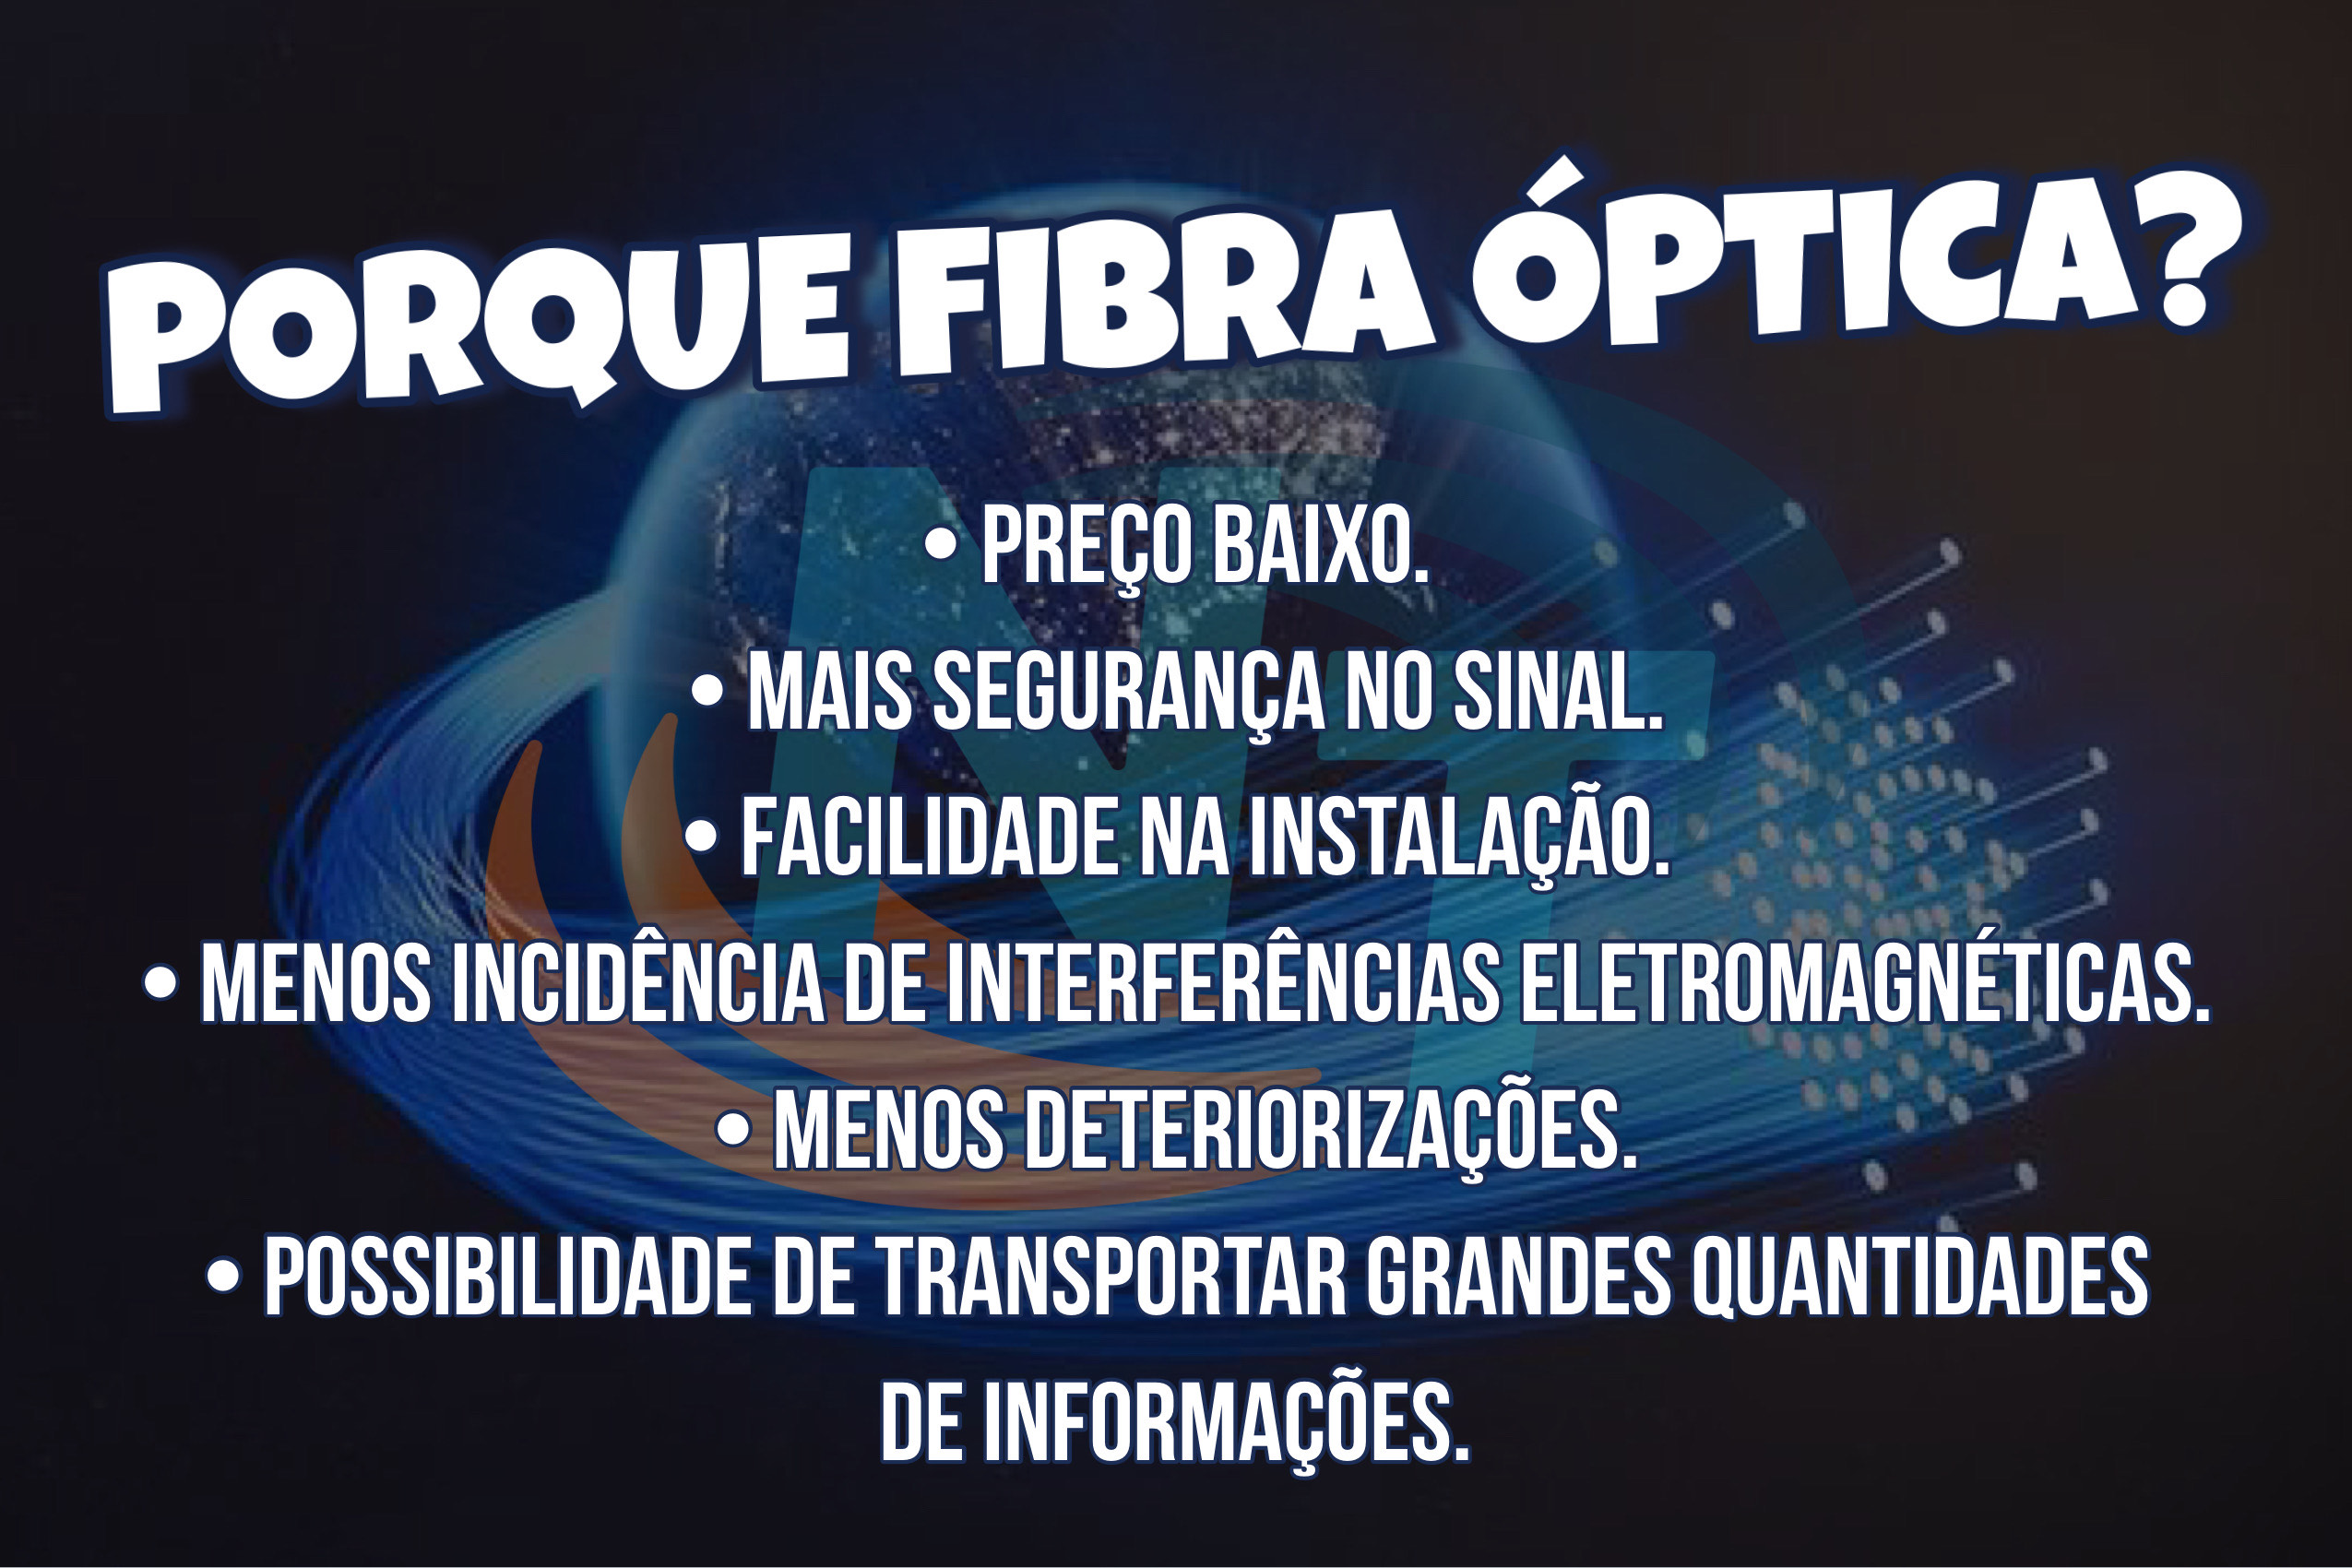 PORQUE FIBRA ÓPTICA?
• PREÇO BAIXO.
• MAIS SEGURANÇA NO SINAL.
• FACILIDADE NA INSTALAÇÃO.
• MENOS INCIDÊNCIA DE INTERFERÊNCIAS ELETROMAGNÉTICAS.
• MENOS DETERIORIZAÇÕES.
• POSSIBILIDADE DE TRANSPORTAR GRANDES QUANTIDADES
DE INFORMAÇÕES.
NT